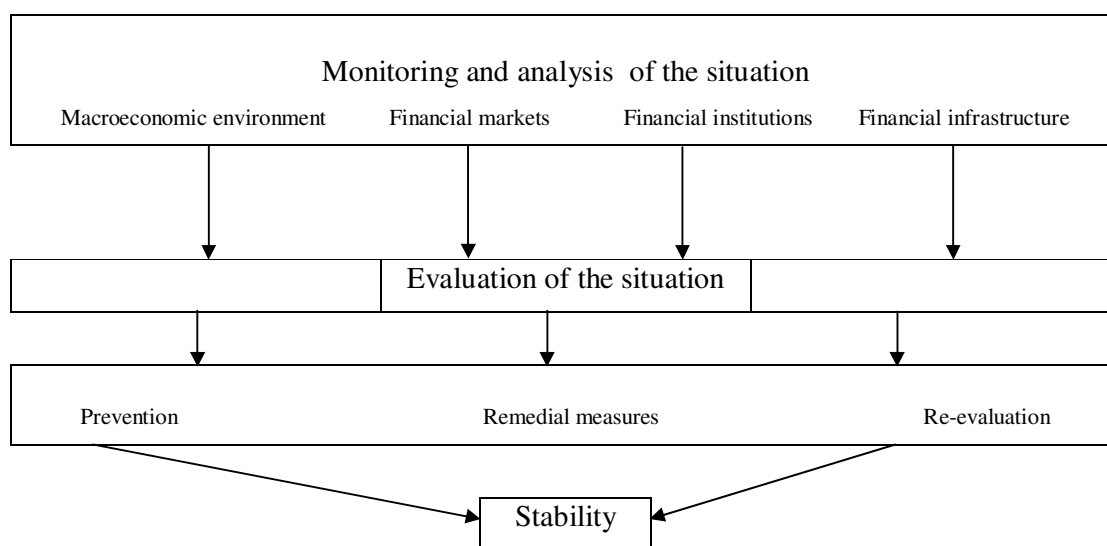 Monitoring and analysis of the situation
Macroeconomic environment Financial markets Financial institutions Financial infrastructure
Evaluation of the situation
Prevention Remedial measures Re-evaluation
Stability